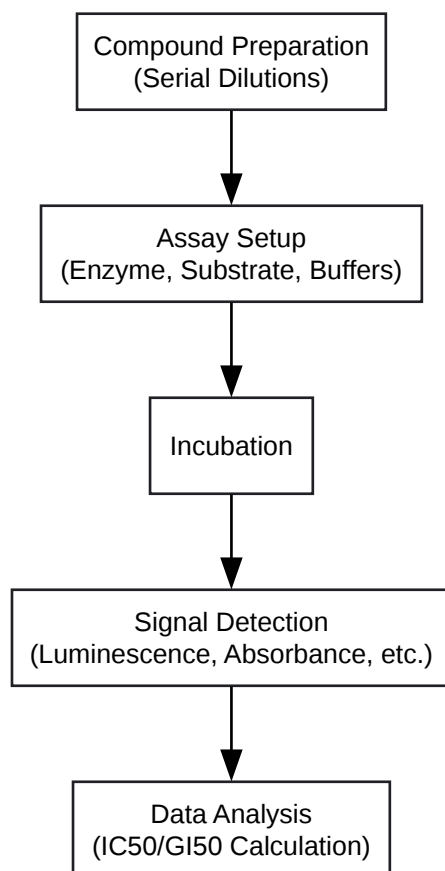 Compound Preparation
(Serial Dilutions)
Assay Setup
(Enzyme, Substrate, Buffers)
Incubation
Signal Detection
(Luminescence, Absorbance, etc.)
Data Analysis
(IC50/GI50 Calculation)